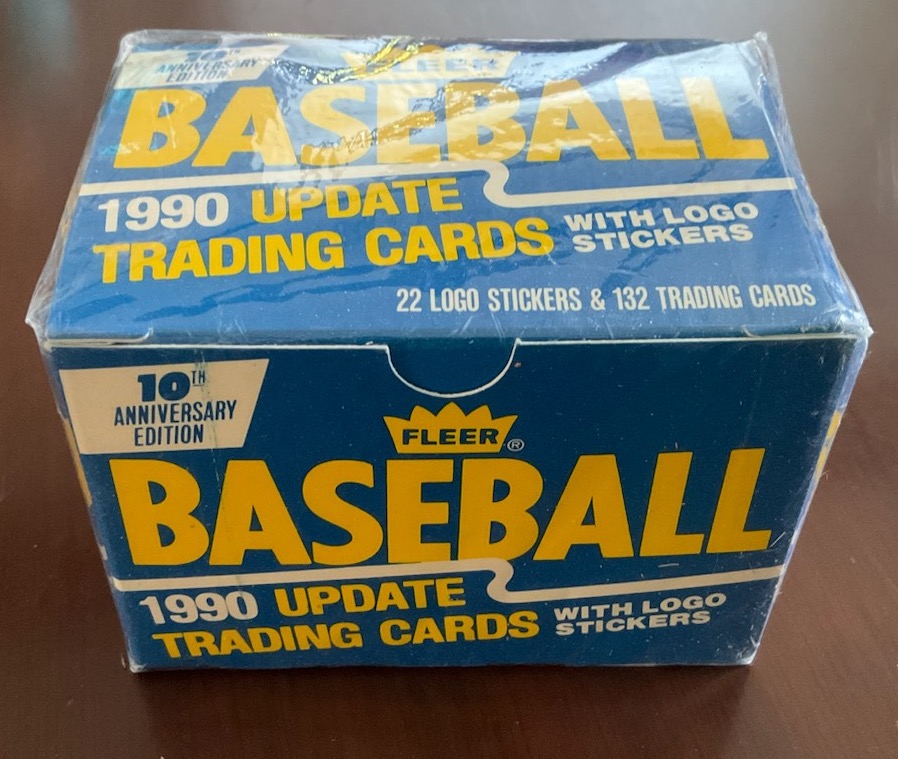 10TH
ANNIVERSARY
EDITION
FLEER
BASEBALL
1990 UPDATE
TRADING CARDS
WITH LOGO
STICKERS
22 LOGO STICKERS & 132 TRADING CARDS
10TH
ANNIVERSARY
EDITION
FLEER®
BASEBALL
1990 UPDATE
TRADING CARDS
WITH LOGO
STICKERS